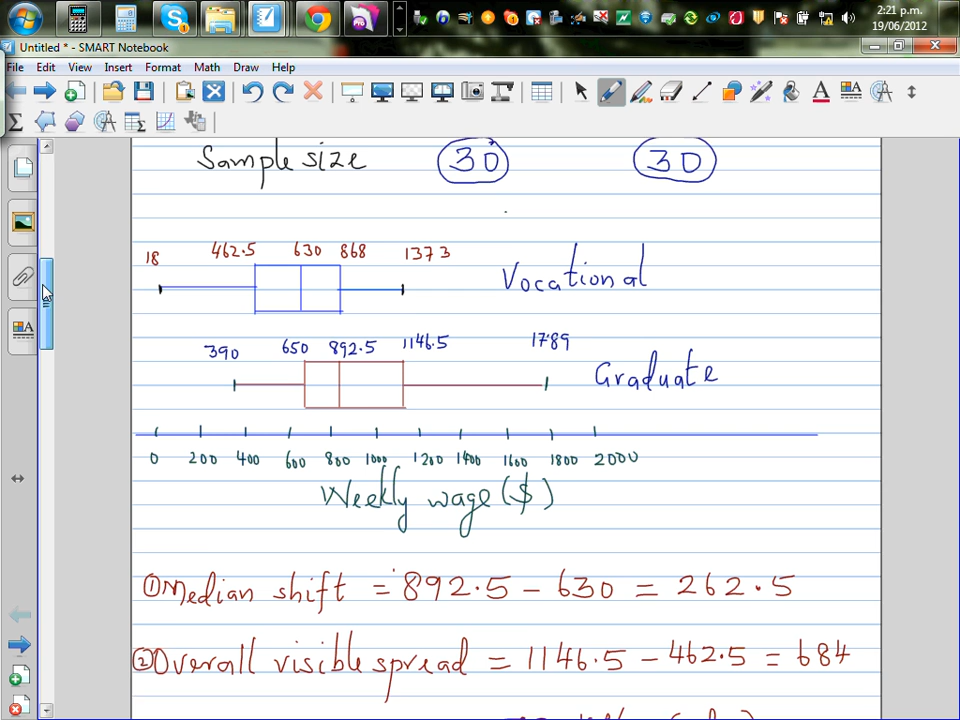 2:21 p.m.
19/06/2012
Untitled * - SMART Notebook
File Edit View Insert Format Math Draw Help
Sample size 30 30
18 462.5 630 868 1373
Vocational
390 650 892.5 1146.5 1789
Graduate
0 200 400 600 800 1000 1200 1400 1600 1800 2000
Weekly wage ($)
① Median shift = 892.5 - 630 = 262.5
② Overall visible spread = 1146.5 - 462.5 = 684